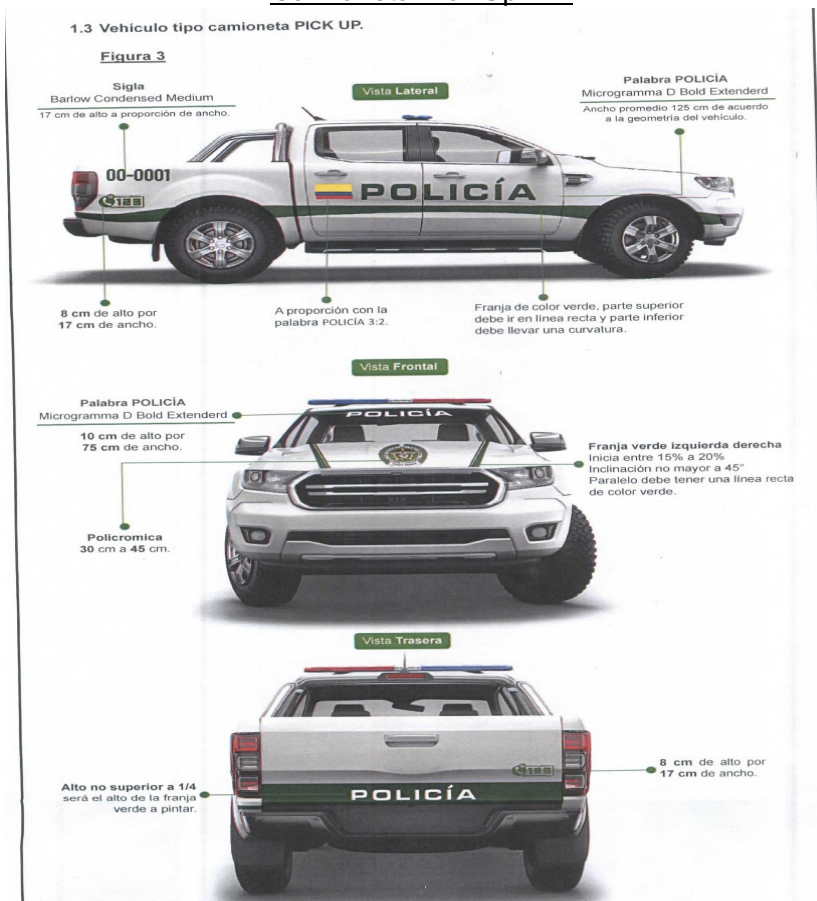 1.3 Vehículo tipo camioneta PICK UP.
Figura 3
Sigla
Barlow Condensed Medium
17 cm de alto a proporción de ancho.
Vista Lateral
Palabra POLICÍA
Microgramma D Bold Extenderd
Ancho promedio 125 cm de acuerdo
a la geometria del vehículo.
00-0001
123
POLICÍA
8 cm de alto por
17 cm de ancho.
A proporción con la
palabra POLICÍA 3:2.
Franja de color verde, parte superior
debe ir en línea recta y parte inferior
debe llevar una curvatura.
Vista Frontal
Palabra POLICÍA
Microgramma D Bold Extenderd
10 cm de alto por
75 cm de ancho.
POLICÍA
Franja verde izquierda derecha
Inicia entre 15% a 20%
Inclinación no mayor a 45°
Paralelo debe tener una línea recta
de color verde.
Policromica
30 cm a 45 cm.
Vista Trasera
123
8 cm de alto por
17 cm de ancho.
Alto no superior a 1/4
será el alto de la franja
verde a pintar.
POLICÍA